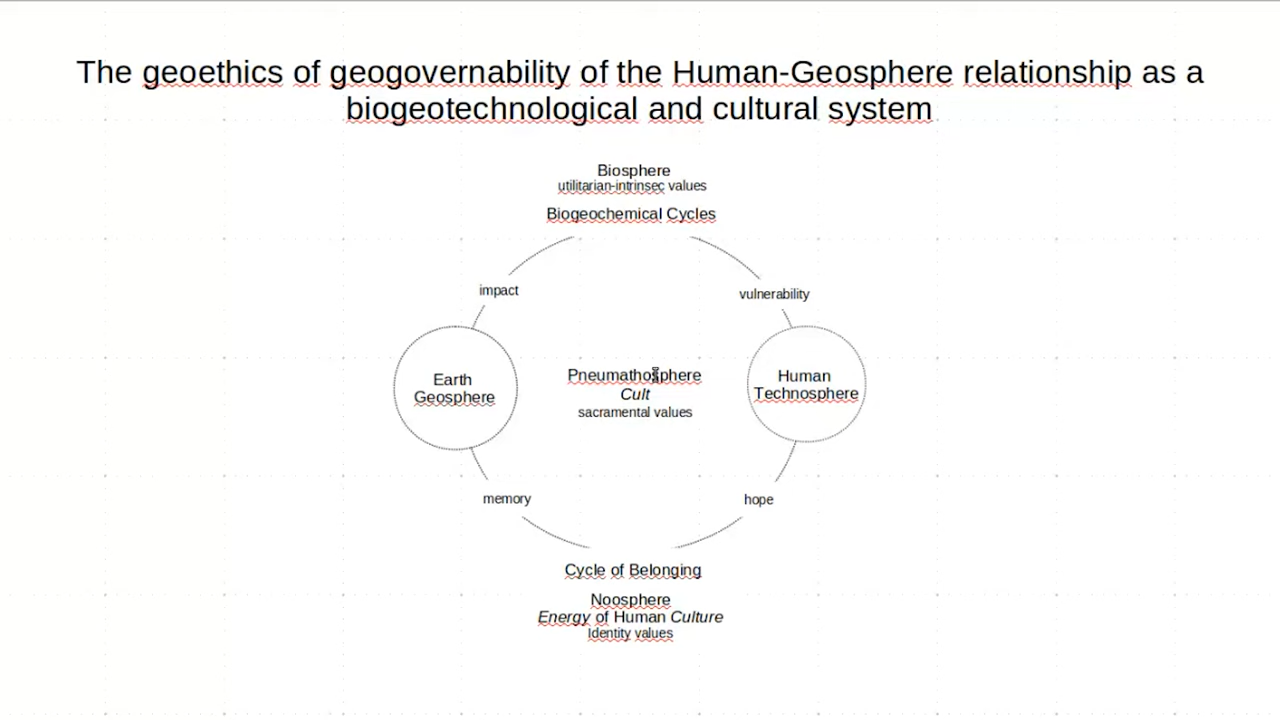 The geoethics of geogovernability of the Human-Geosphere relationship as a
biogeotechnological and cultural system
Biosphere
utilitarian-intrinsec values
Biogeochemical Cycles
impact
vulnerability
Earth
Geosphere
Pneumathosphere
Cult
sacramental values
Human
Technosphere
memory
hope
Cycle of Belonging
Noosphere
Energy of Human Culture
Identity values